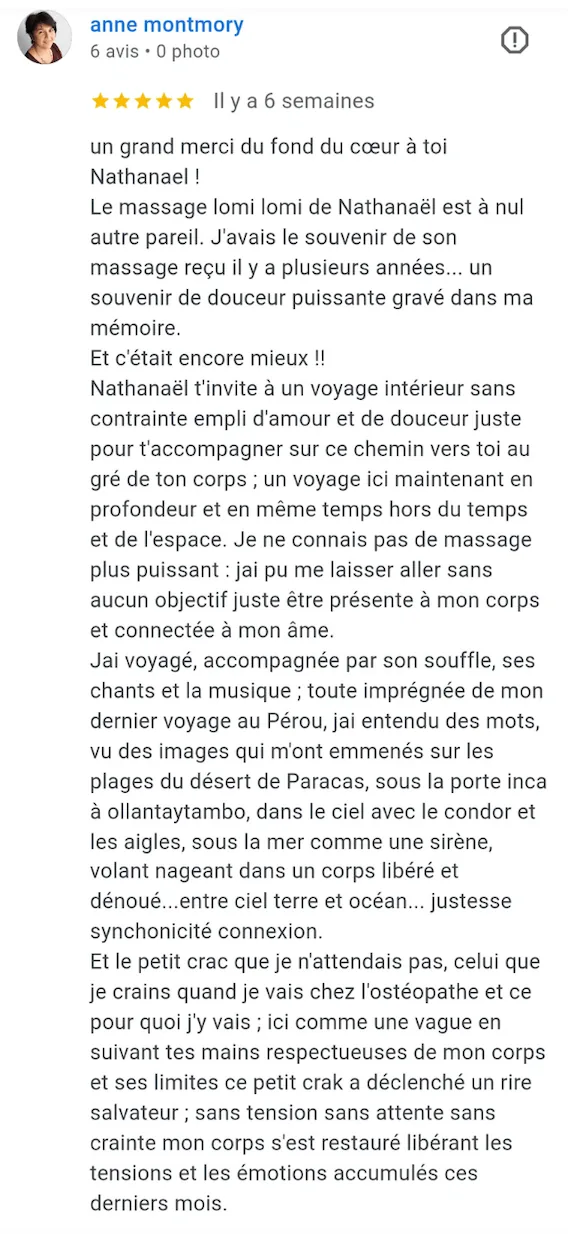 anne montmory
6 avis • 0 photo
Il y a 6 semaines
un grand merci du fond du cœur à toi
Nathanael !
Le massage lomi lomi de Nathanaël est à nul
autre pareil. J'avais le souvenir de son
massage reçu il y a plusieurs années... un
souvenir de douceur puissante gravé dans ma
mémoire.
Et c'était encore mieux !!
Nathanaël t'invite à un voyage intérieur sans
contrainte empli d'amour et de douceur juste
pour t'accompagner sur ce chemin vers toi au
gré de ton corps ; un voyage ici maintenant en
profondeur et en même temps hors du temps
et de l'espace. Je ne connais pas de massage
plus puissant : jai pu me laisser aller sans
aucun objectif juste être présente à mon corps
et connectée à mon âme.
Jai voyagé, accompagnée par son souffle, ses
chants et la musique ; toute imprégnée de mon
dernier voyage au Pérou, jai entendu des mots,
vu des images qui m'ont emmenés sur les
plages du désert de Paracas, sous la porte inca
à ollantaytambo, dans le ciel avec le condor et
les aigles, sous la mer comme une sirène,
volant nageant dans un corps libéré et
dénoué...entre ciel terre et océan... justesse
synchonicité connexion.
Et le petit crac que je n'attendais pas, celui que
je crains quand je vais chez l'ostéopathe et ce
pour quoi j'y vais ; ici comme une vague en
suivant tes mains respectueuses de mon corps
et ses limites ce petit crak a déclenché un rire
salvateur ; sans tension sans attente sans
crainte mon corps s'est restauré libérant les
tensions et les émotions accumulés ces
derniers mois.